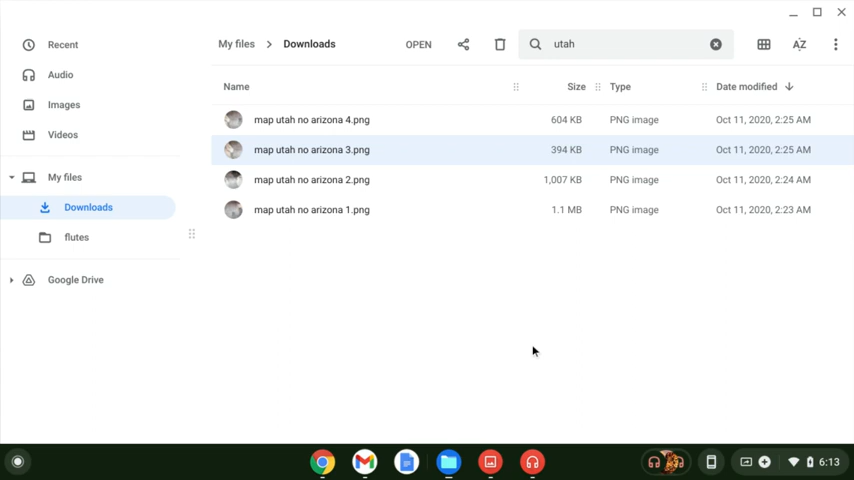 My files > Downloads OPEN utah AZ
Recent
Audio
Images
Videos
My files
Downloads
flutes
Google Drive
Name Size Type Date modified
map utah no arizona 4.png 604 KB PNG image Oct 11, 2020, 2:25 AM
map utah no arizona 3.png 394 KB PNG image Oct 11, 2020, 2:25 AM
map utah no arizona 2.png 1,007 KB PNG image Oct 11, 2020, 2:24 AM
map utah no arizona 1.png 1.1 MB PNG image Oct 11, 2020, 2:23 AM
6:13